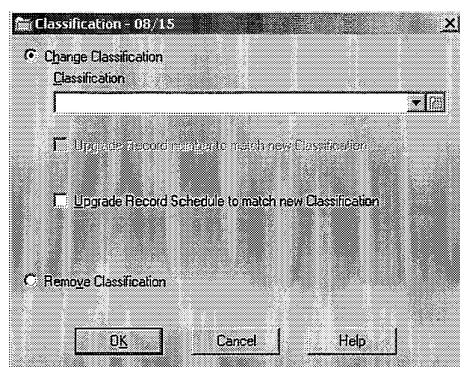 Classification - 08/15
Change Classification
Classification
Upgrade Record number to match new Classification
Upgrade Record Schedule to match new Classification
Remove Classification
OK Cancel Help